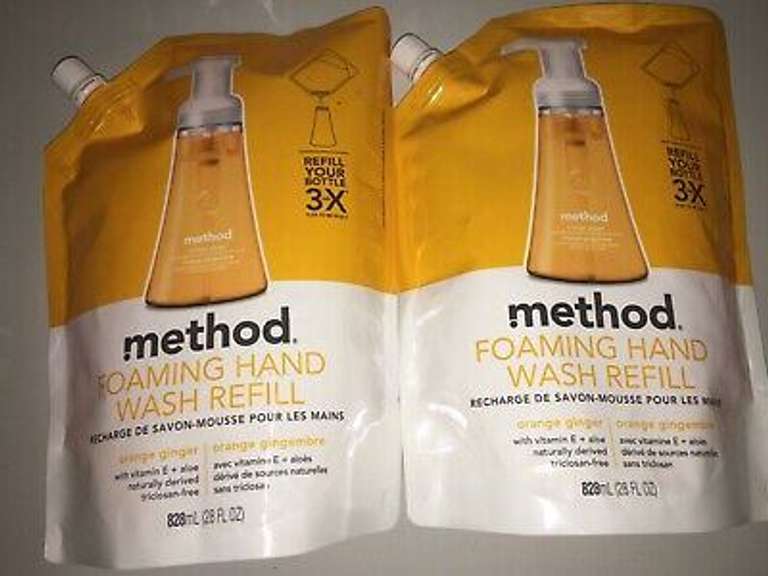 REFILL
YOUR
BOTTLE
3X
method
method.
FOAMING HAND
WASH REFILL
RECHARGE DE SAVON-MOUSSE POUR LES MAINS
orange ginger
with vitamin E + aloe
naturally derived
triclosan-free
orange gingembre
avec vitamine E + aloès
dérivé de sources naturelles
sans triclosa
828mL (28 FL OZ)
REFILL
YOUR
BOTTLE
3X
method
method.
FOAMING HAND
WASH REFILL
RECHARGE DE SAVON-MOUSSE POUR LES
orange ginger
with vitamin E + aloe
naturally derived
triclosan-free
orange gingembre
avec vitamine E + aloès
dérivé de sources naturelles
sans triclosan
828mL (28 FL OZ)